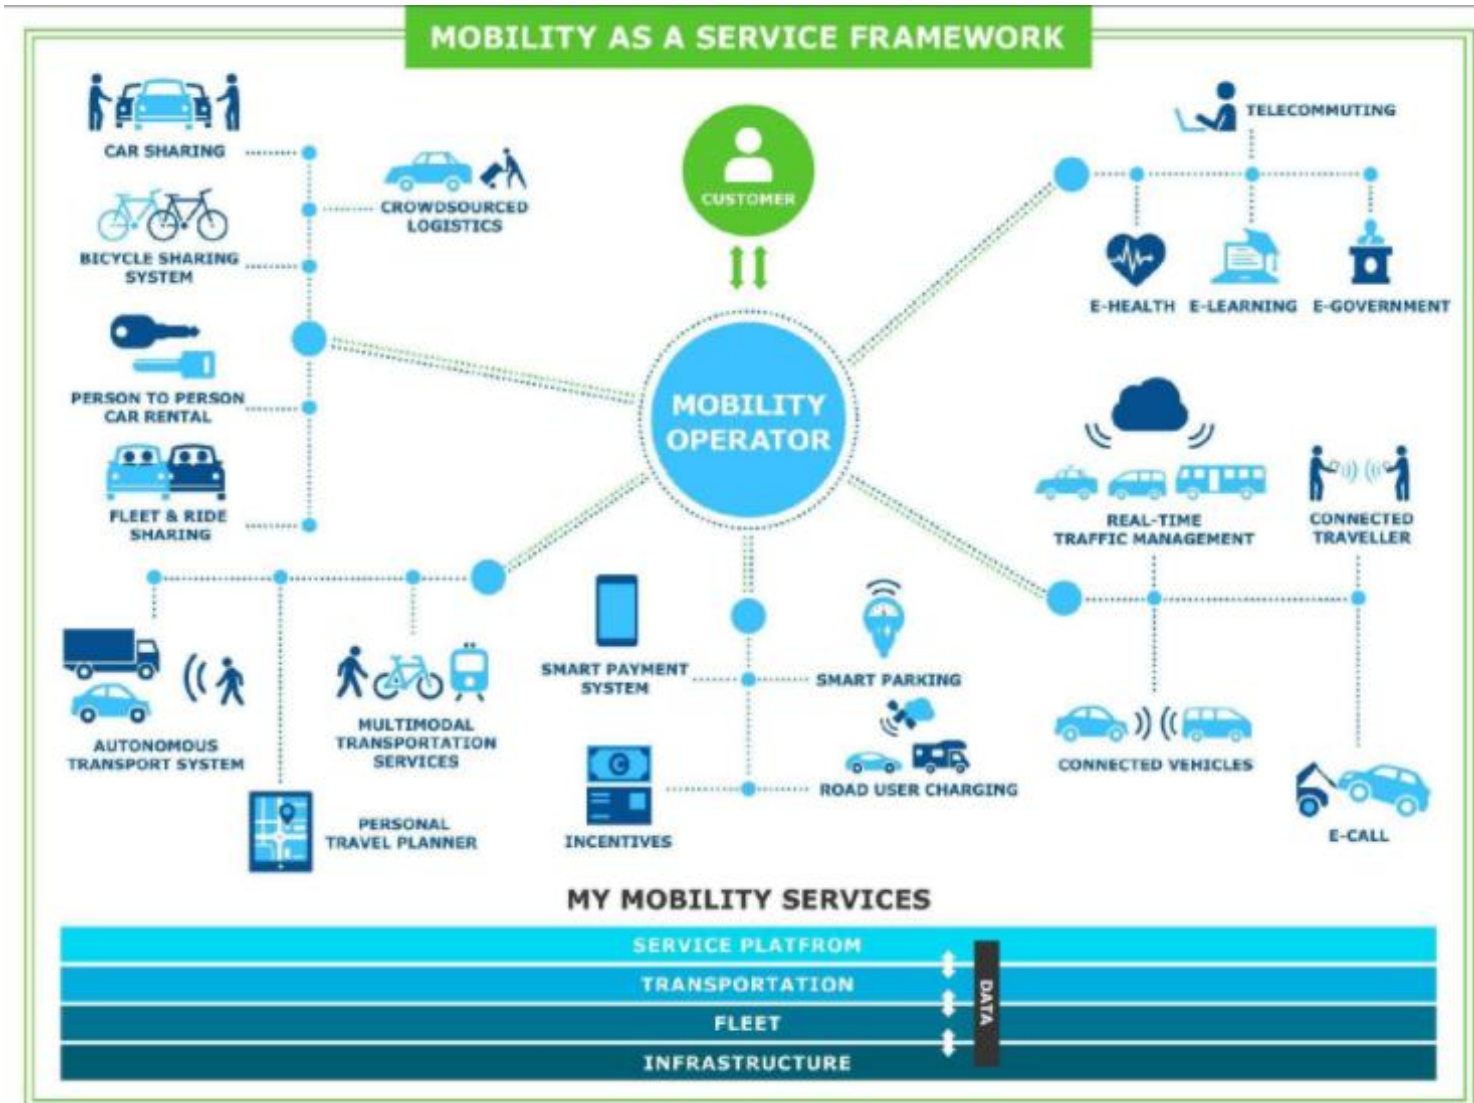 MOBILITY AS A SERVICE FRAMEWORK
CAR SHARING
CROWDSOURCED
LOGISTICS
BICYCLE SHARING
SYSTEM
PERSON TO PERSON
CAR RENTAL
FLEET & RIDE
SHARING
CUSTOMER
MOBILITY
OPERATOR
TELECOMMUTING
E-HEALTH
E-LEARNING
E-GOVERNMENT
REAL-TIME
TRAFFIC MANAGEMENT
CONNECTED
TRAVELLER
AUTONOMOUS
TRANSPORT SYSTEM
MULTIMODAL
TRANSPORTATION
SERVICES
PERSONAL
TRAVEL PLANNER
SMART PAYMENT
SYSTEM
SMART PARKING
INCENTIVES
ROAD USER CHARGING
CONNECTED VEHICLES
E-CALL
MY MOBILITY SERVICES
SERVICE PLATFROM
TRANSPORTATION
FLEET
INFRASTRUCTURE
DATA